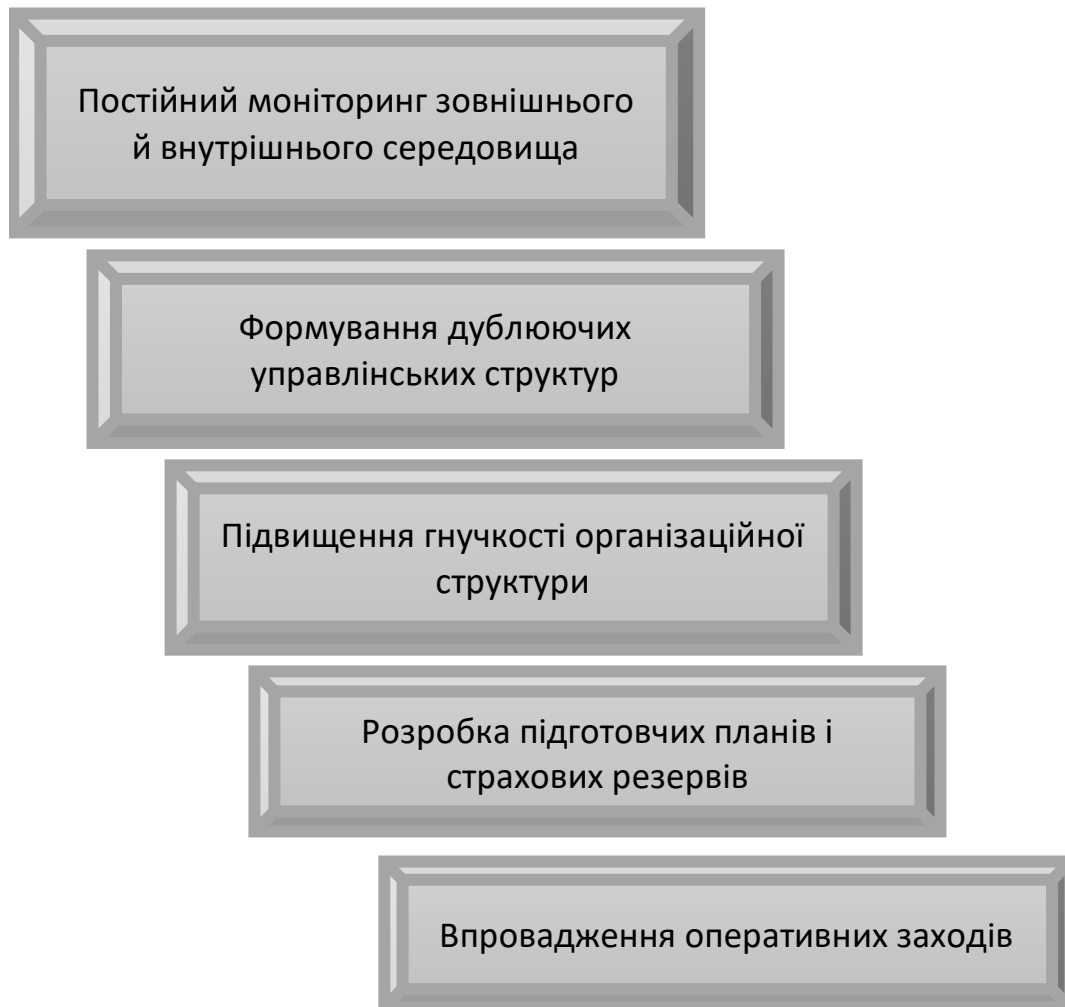 Постійний моніторинг зовнішнього
й внутрішнього середовища
Формування дублюючих
управлінських структур
Підвищення гнучкості організаційної
структури
Розробка підготовчих планів і
страхових резервів
Впровадження оперативних заходів